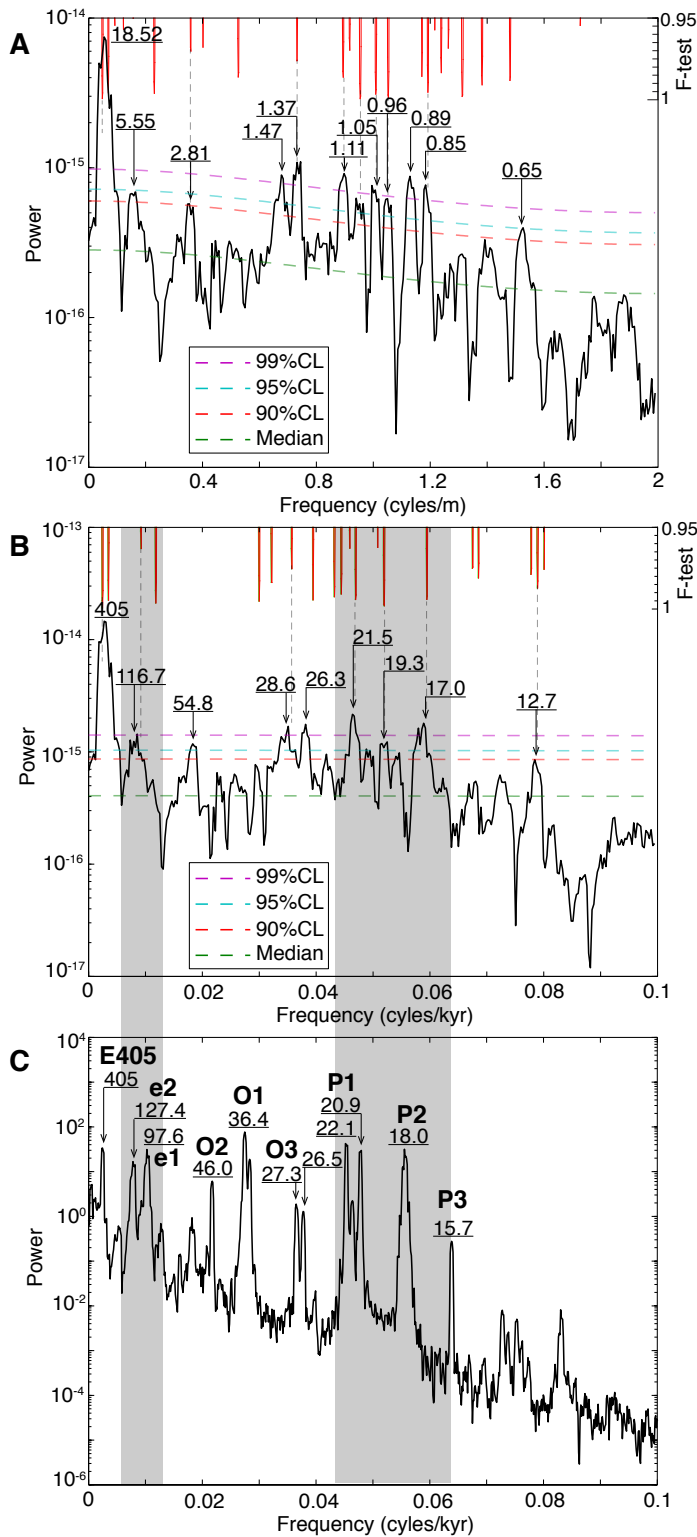 A
10-14
18.52
0.95
F-test
1
5.55
2.81
1.37
1.47
1.11
1.05
0.96
0.89
0.85
0.65
10-15
Power
10-16
99%CL
95%CL
90%CL
Median
10-17
0
0.4
0.8
1.2
1.6
2
Frequency (cyles/m)
B
10-13
0.95
F-test
1
405
10-14
116.7
54.8
28.6
26.3
21.5
19.3
17.0
12.7
10-15
Power
10-16
99%CL
95%CL
90%CL
Median
10-17
0
0.02
0.04
0.06
0.08
0.1
Frequency (cyles/kyr)
C
104
E405
405
e2
127.4
97.6
e1
O2
46.0
O1
36.4
O3
27.3
26.5
P1
20.9
22.1
P2
18.0
P3
15.7
102
100
Power
10-2
10-4
10-6
0
0.02
0.04
0.06
0.08
0.1
Frequency (cyles/kyr)